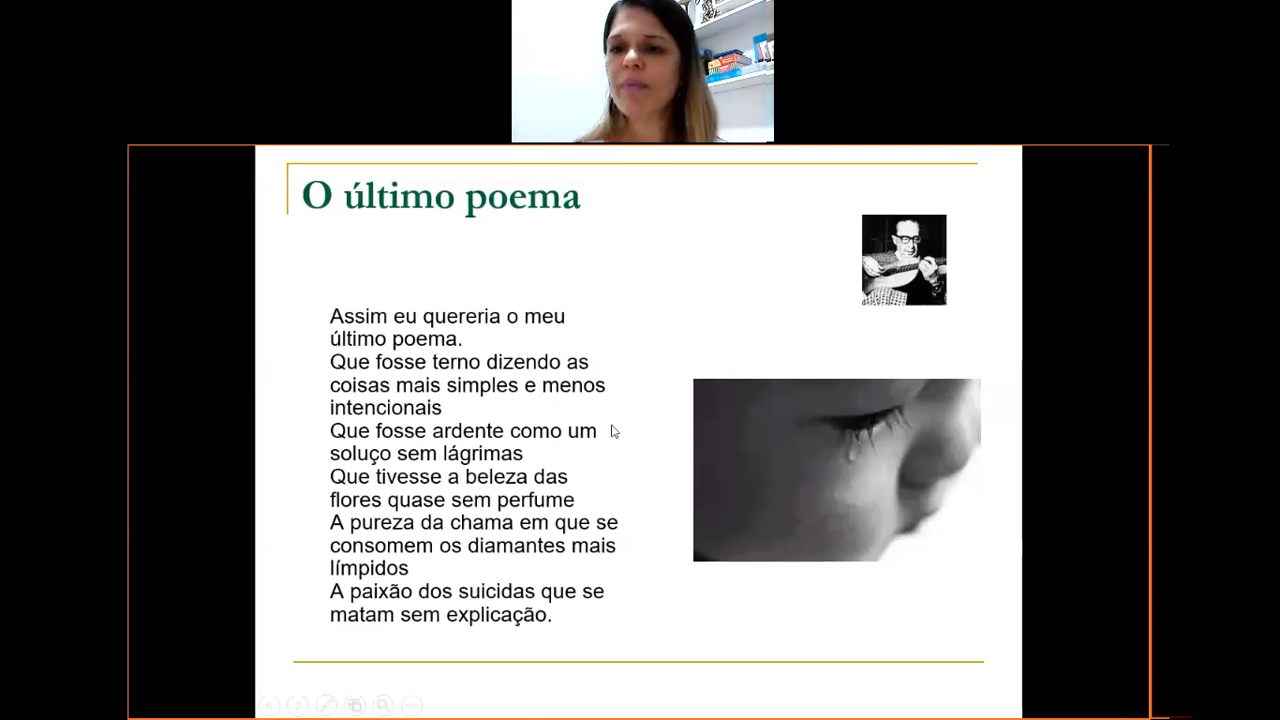 O último poema
Assim eu quereria o meu
último poema.
Que fosse terno dizendo as
coisas mais simples e menos
intencionais
Que fosse ardente como um
soluço sem lágrimas
Que tivesse a beleza das
flores quase sem perfume
A pureza da chama em que se
consomem os diamantes mais
límpidos
A paixão dos suicidas que se
matam sem explicação.